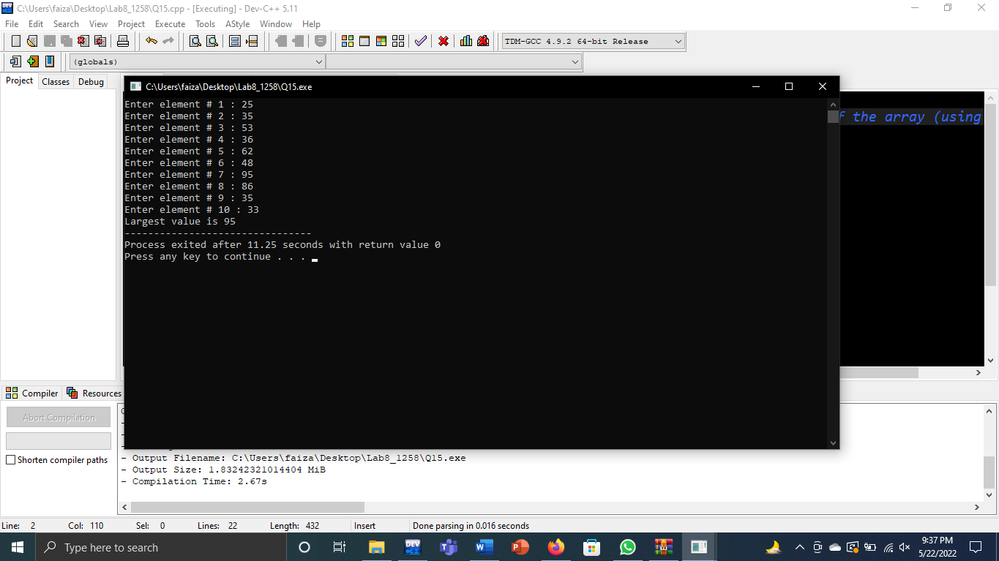 C:\Users\faiza\Desktop\Lab8_1258\Q15.cpp - [Executing] - Dev-C++ 5.11
File Edit Search View Project Execute Tools AStyle Window Help
TDM-GCC 4.9.2 64-bit Release
(globals)
Project Classes Debug
C:\Users\faiza\Desktop\Lab8_1258\Q15.exe
f the array (using
Enter element # 1 : 25
Enter element # 2 : 35
Enter element # 3 : 53
Enter element # 4 : 36
Enter element # 5 : 62
Enter element # 6 : 48
Enter element # 7 : 95
Enter element # 8 : 86
Enter element # 9 : 35
Enter element # 10 : 33
Largest value is 95
--------------------------------
Process exited after 11.25 seconds with return value 0
Press any key to continue . . .
Compiler Resources
Abort Compilation
Shorten compiler paths
- Output Filename: C:\Users\faiza\Desktop\Lab8_1258\Q15.exe
- Output Size: 1.83242321014404 MiB
- Compilation Time: 2.67s
Line: 2 Col: 110 Sel: 0 Lines: 22 Length: 432 Insert Done parsing in 0.016 seconds
Type here to search
DEV
9:37 PM
5/22/2022